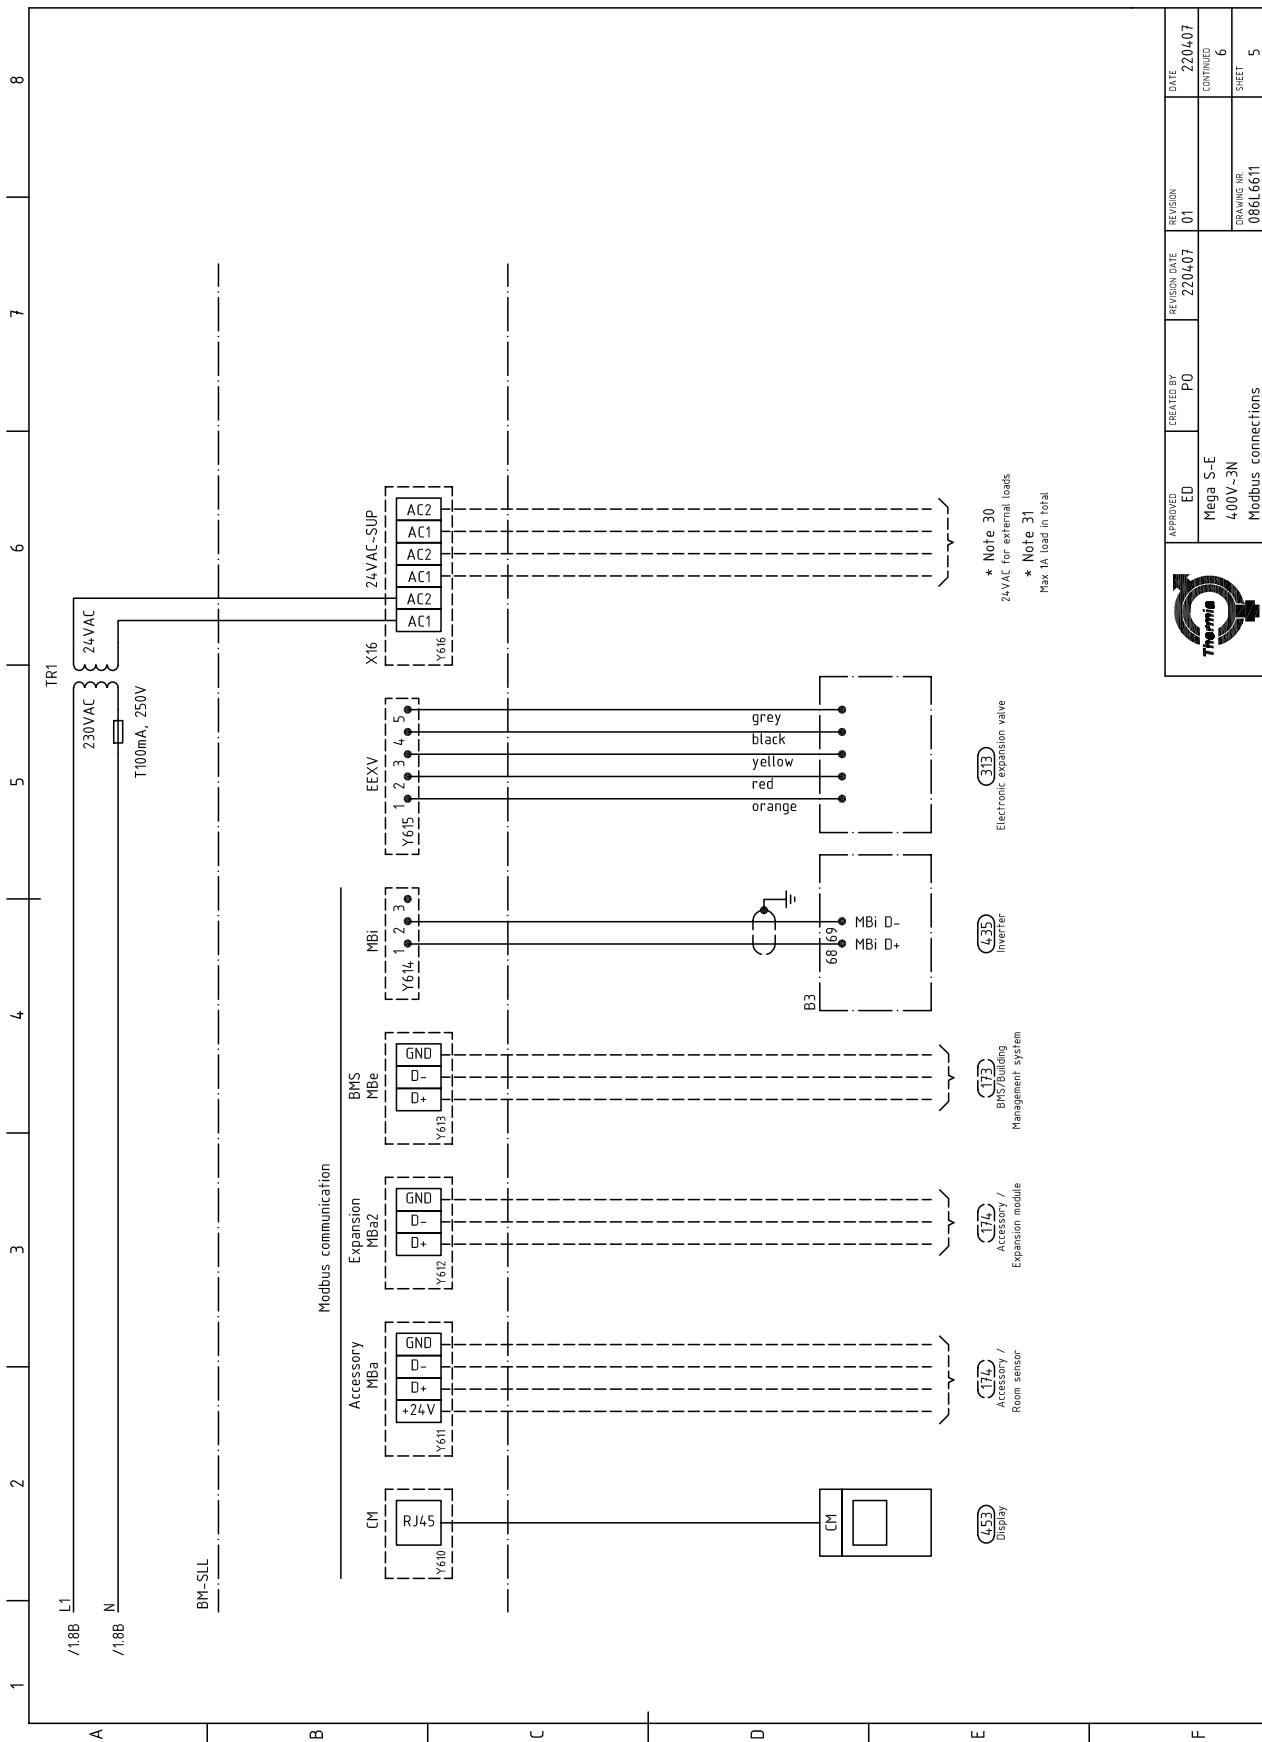 1
2
3
4
5
6
7
8
A
B
C
D
E
F
/1.8B
L1
/1.8B
N
TR1
230VAC
24VAC
T100mA, 250V
BM-SLL
Modbus communication
CM
RJ45
Y610
Accessory
MBa
+24V
D+
D-
GND
Y611
Expansion
MBa2
D+
D-
GND
Y612
BMS
MBe
D+
D-
GND
Y613
MBi
1 2 3
Y614
EEXV
1 2 3 4 5
Y615
X16
24VAC~SUP
AC1
AC2
AC1
AC2
AC1
AC2
Y616
orange
red
yellow
black
grey
B3
68 69
MBi D-
MBi D+
CM
453
Display
174
Accessory /
Room sensor
174
Accessory /
Expansion module
173
BMS/Building
Management system
435
Inverter
313
Electronic expansion valve
* Note 30
24VAC for external loads
* Note 31
Max 1A load in total
Thermia
APPROVED
ED
CREATED BY
PO
REVISION DATE
220407
REVISION
01
DATE
220407
Mega S-E
400V~3N
Modbus connections
CONTINUED
6
DRAWING NR.
086L6611
SHEET
5